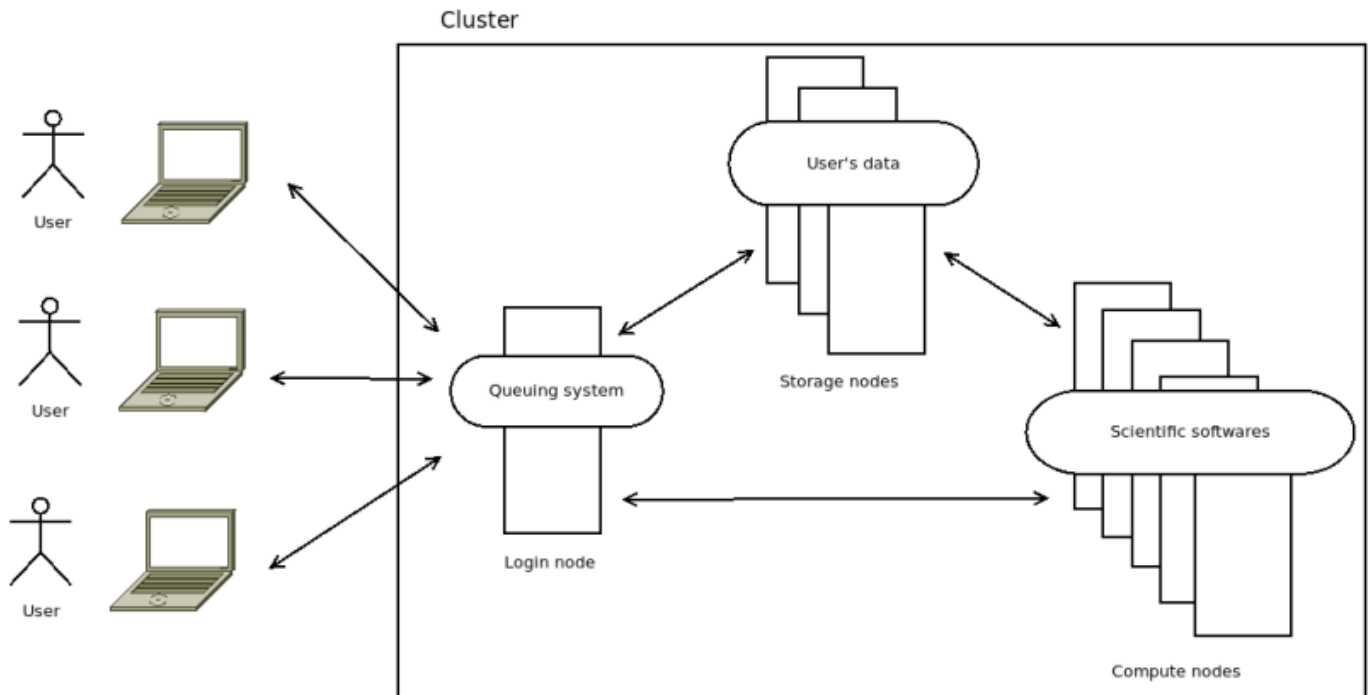 Cluster
User's data
User
Storage nodes
Queuing system
User
Scientific softwares
Login node
User
Compute nodes